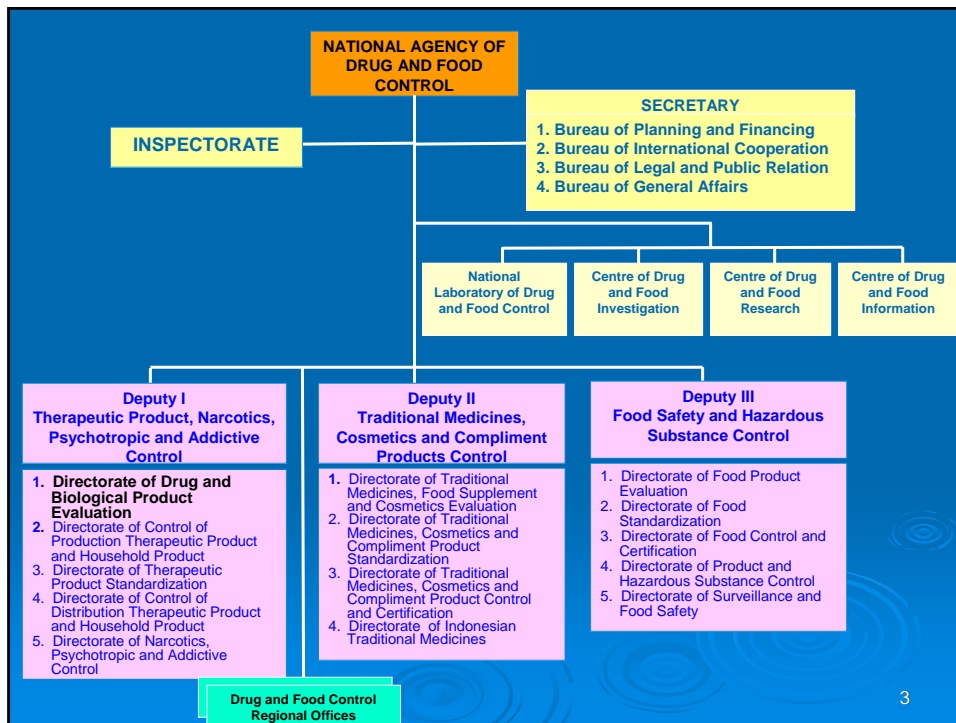 NATIONAL AGENCY OF
DRUG AND FOOD
CONTROL
SECRETARY
1. Bureau of Planning and Financing
2. Bureau of International Cooperation
3. Bureau of Legal and Public Relation
4. Bureau of General Affairs
INSPECTORATE
National
Laboratory of Drug
and Food Control
Centre of Drug
and Food
Investigation
Centre of Drug
and Food
Research
Centre of Drug
and Food
Information
Deputy I
Therapeutic Product, Narcotics,
Psychotropic and Addictive
Control
1. Directorate of Drug and
Biological Product
Evaluation
2. Directorate of Control of
Production Therapeutic Product
and Household Product
3. Directorate of Therapeutic
Product Standardization
4. Directorate of Control of
Distribution Therapeutic Product
and Household Product
5. Directorate of Narcotics,
Psychotropic and Addictive
Control
Deputy II
Traditional Medicines,
Cosmetics and Compliment
Products Control
1. Directorate of Traditional
Medicines, Food Supplement
and Cosmetics Evaluation
2. Directorate of Traditional
Medicines, Cosmetics and
Compliment Product
Standardization
3. Directorate of Traditional
Medicines, Cosmetics and
Compliment Product Control
and Certification
4. Directorate of Indonesian
Traditional Medicines
Deputy III
Food Safety and Hazardous
Substance Control
1. Directorate of Food Product
Evaluation
2. Directorate of Food
Standardization
3. Directorate of Food Control and
Certification
4. Directorate of Product and
Hazardous Substance Control
5. Directorate of Surveillance and
Food Safety
Drug and Food Control
Regional Offices
3